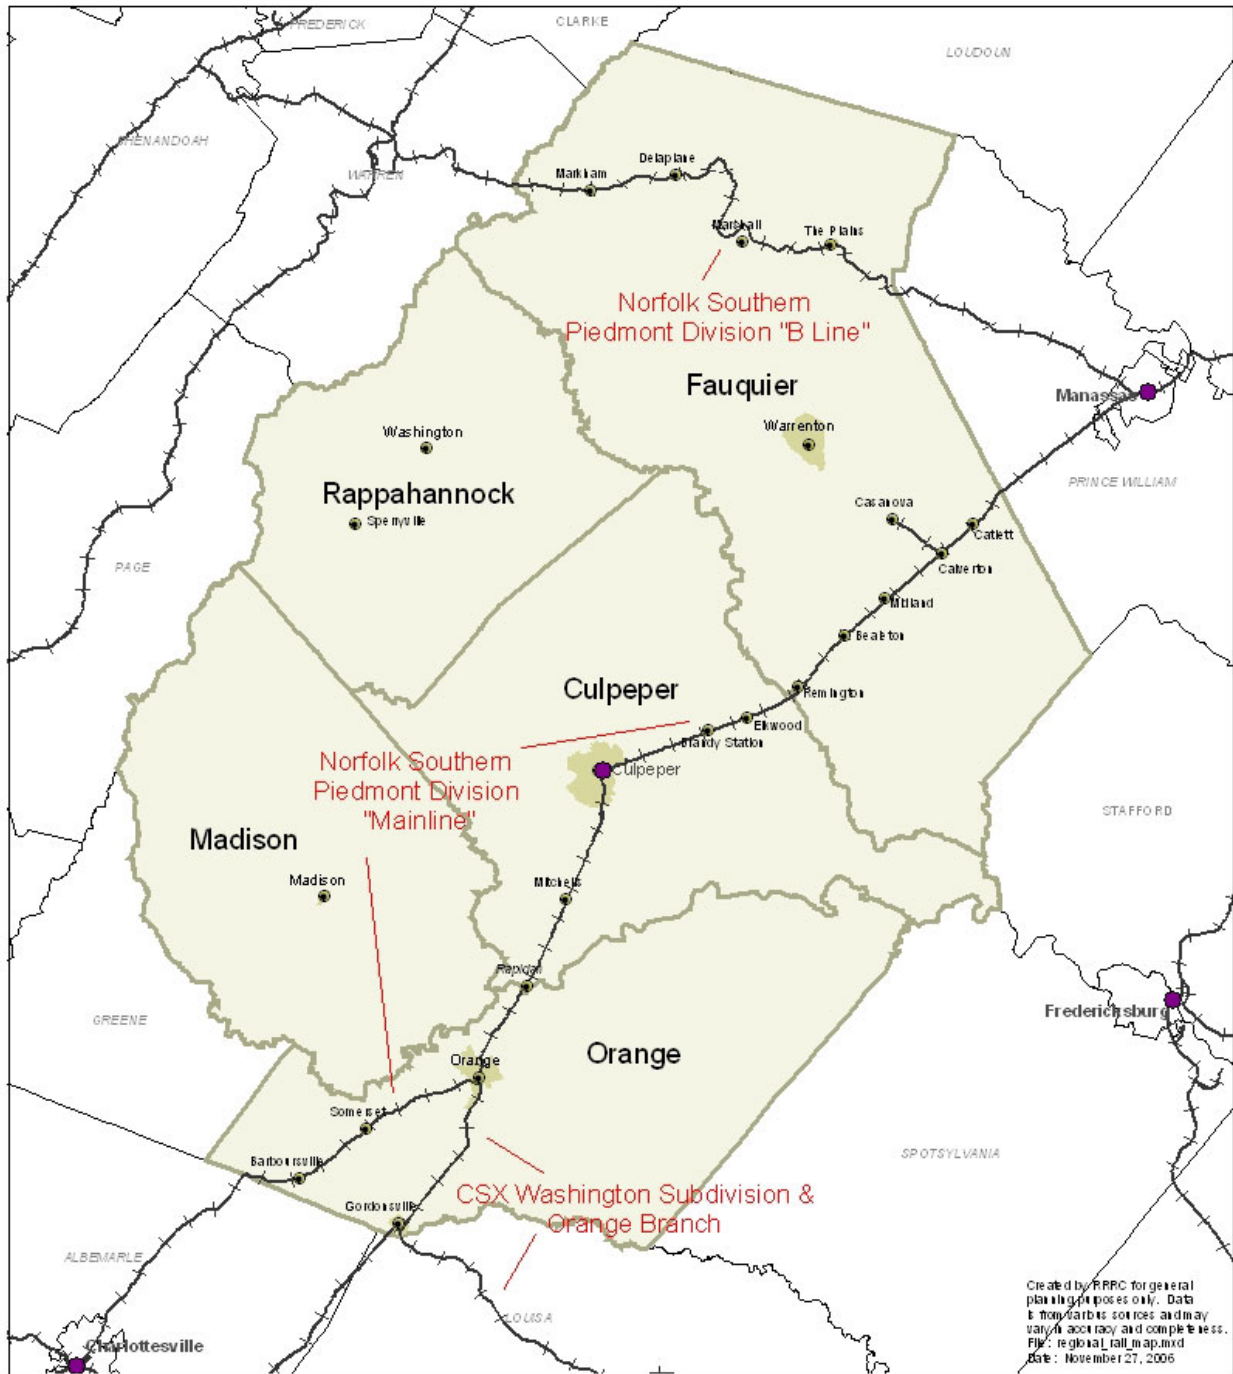 FREDERICK
CLARKE
LOUDOUN
SHENANDOAH
WARREN
Markham
Delaplane
Marshall
The Plains
Norfolk Southern
Piedmont Division "B Line"
Fauquier
Manassas
Warrenton
Washington
Rappahannock
Sperryville
PRINCE WILLIAM
Casanova
Catlett
Calverton
PAGE
Midland
Bealeton
Culpeper
Remington
Elkwood
Brandy Station
Norfolk Southern
Piedmont Division
"Mainline"
Culpeper
STAFFORD
Madison
Madison
Mitchells
Rapidan
GREENE
Fredericksburg
Orange
Orange
Somerset
Barboursville
SPOTSYLVANIA
Gordonsville
CSX Washington Subdivision &
Orange Branch
ALBEMARLE
LOUISA
Charlottesville
Created by RRRC for general
planning purposes only. Data
is from various sources and may
vary in accuracy and completeness.
File: regional_rail_map.mxd
Date: November 27, 2006